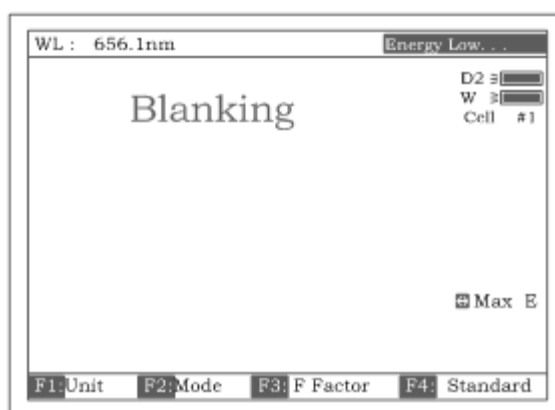 WL : 656.1nm Energy Low. . .
D2
Blanking W
Cell #1
Max E
F1:Unit F2:Mode F3: F Factor F4: Standard